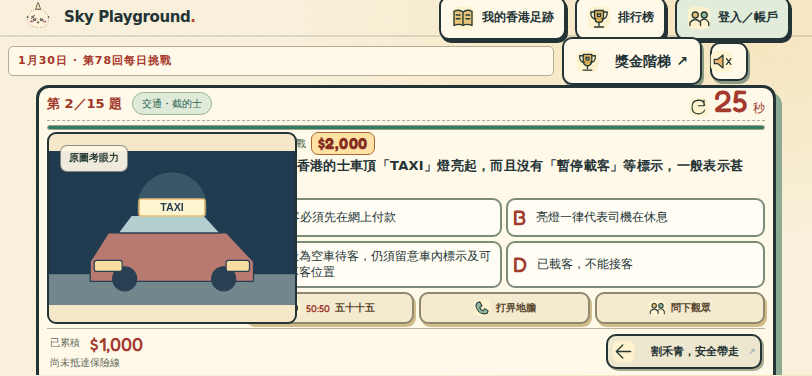 Sky Playground.
我的香港足跡
排行榜
登入／帳戶
1月30日 · 第78回每日挑戰
獎金階梯 ↗
第 2／15 題
交通·截的士
25 秒
原圖考眼力
TAXI
戰 $2,000
香港的士車頂「TAXI」燈亮起，而且沒有「暫停載客」等標示，一般表示甚
必須先在網上付款
B 亮燈一律代表司機在休息
為空車待客，仍須留意車內標示及可
客位置
D 已載客，不能接客
50:50 五十十五
打畀地膽
問下觀眾
已累積 $1,000
尚未抵達保險線
割禾青，安全帶走 ↗